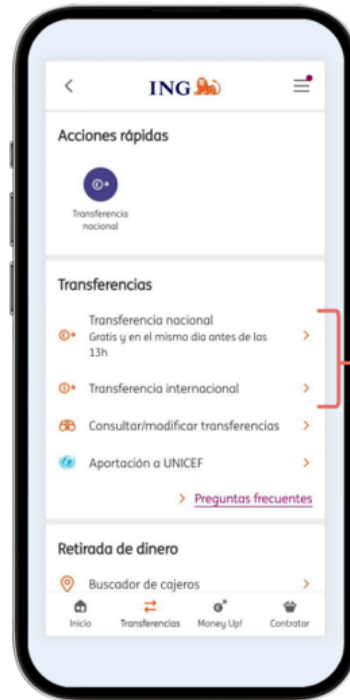 ING
Acciones rápidas
Transferencia
nacional
Transferencias
Transferencia nacional
Gratis y en el mismo día antes de las
13h
Transferencia internacional
Consultar/modificar transferencias
Aportación a UNICEF
Preguntas frecuentes
Retirada de dinero
Buscador de cajeros
Inicio Transferencias Money Up! Contratar